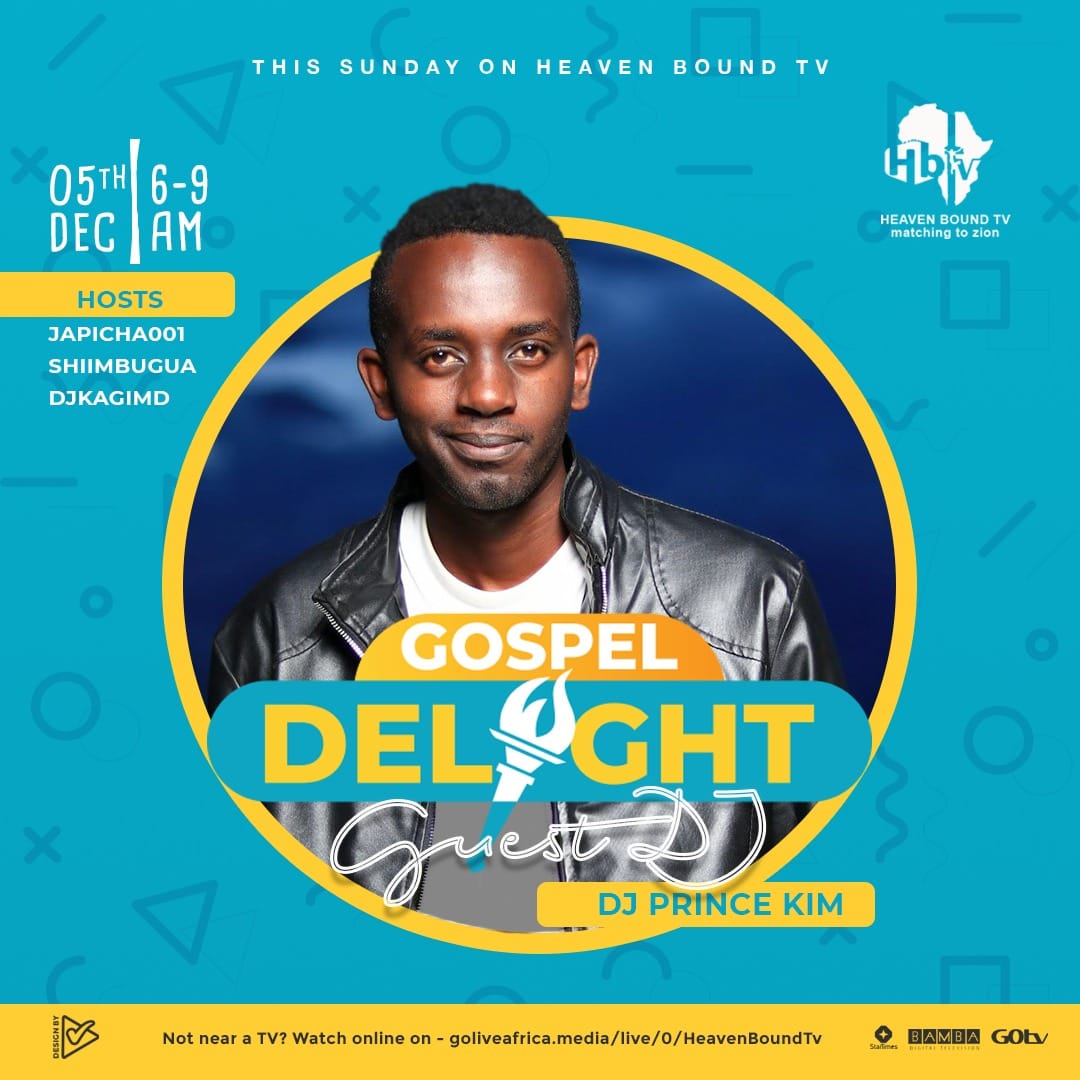 THIS SUNDAY ON HEAVEN BOUND TV
05TH
DEC
6-9
AM
HbTv
HEAVEN BOUND TV
matching to zion
HOSTS
JAPICHA001
SHIIMBUGUA
DJKAGIMD
GOSPEL
DELIGHT
Guest DJ
DJ PRINCE KIM
DESIGN BY
Not near a TV? Watch online on - goliveafrica.media/live/0/HeavenBoundTv
StarTimes
BAMBA
DIGITAL TELEVISION
GOtv